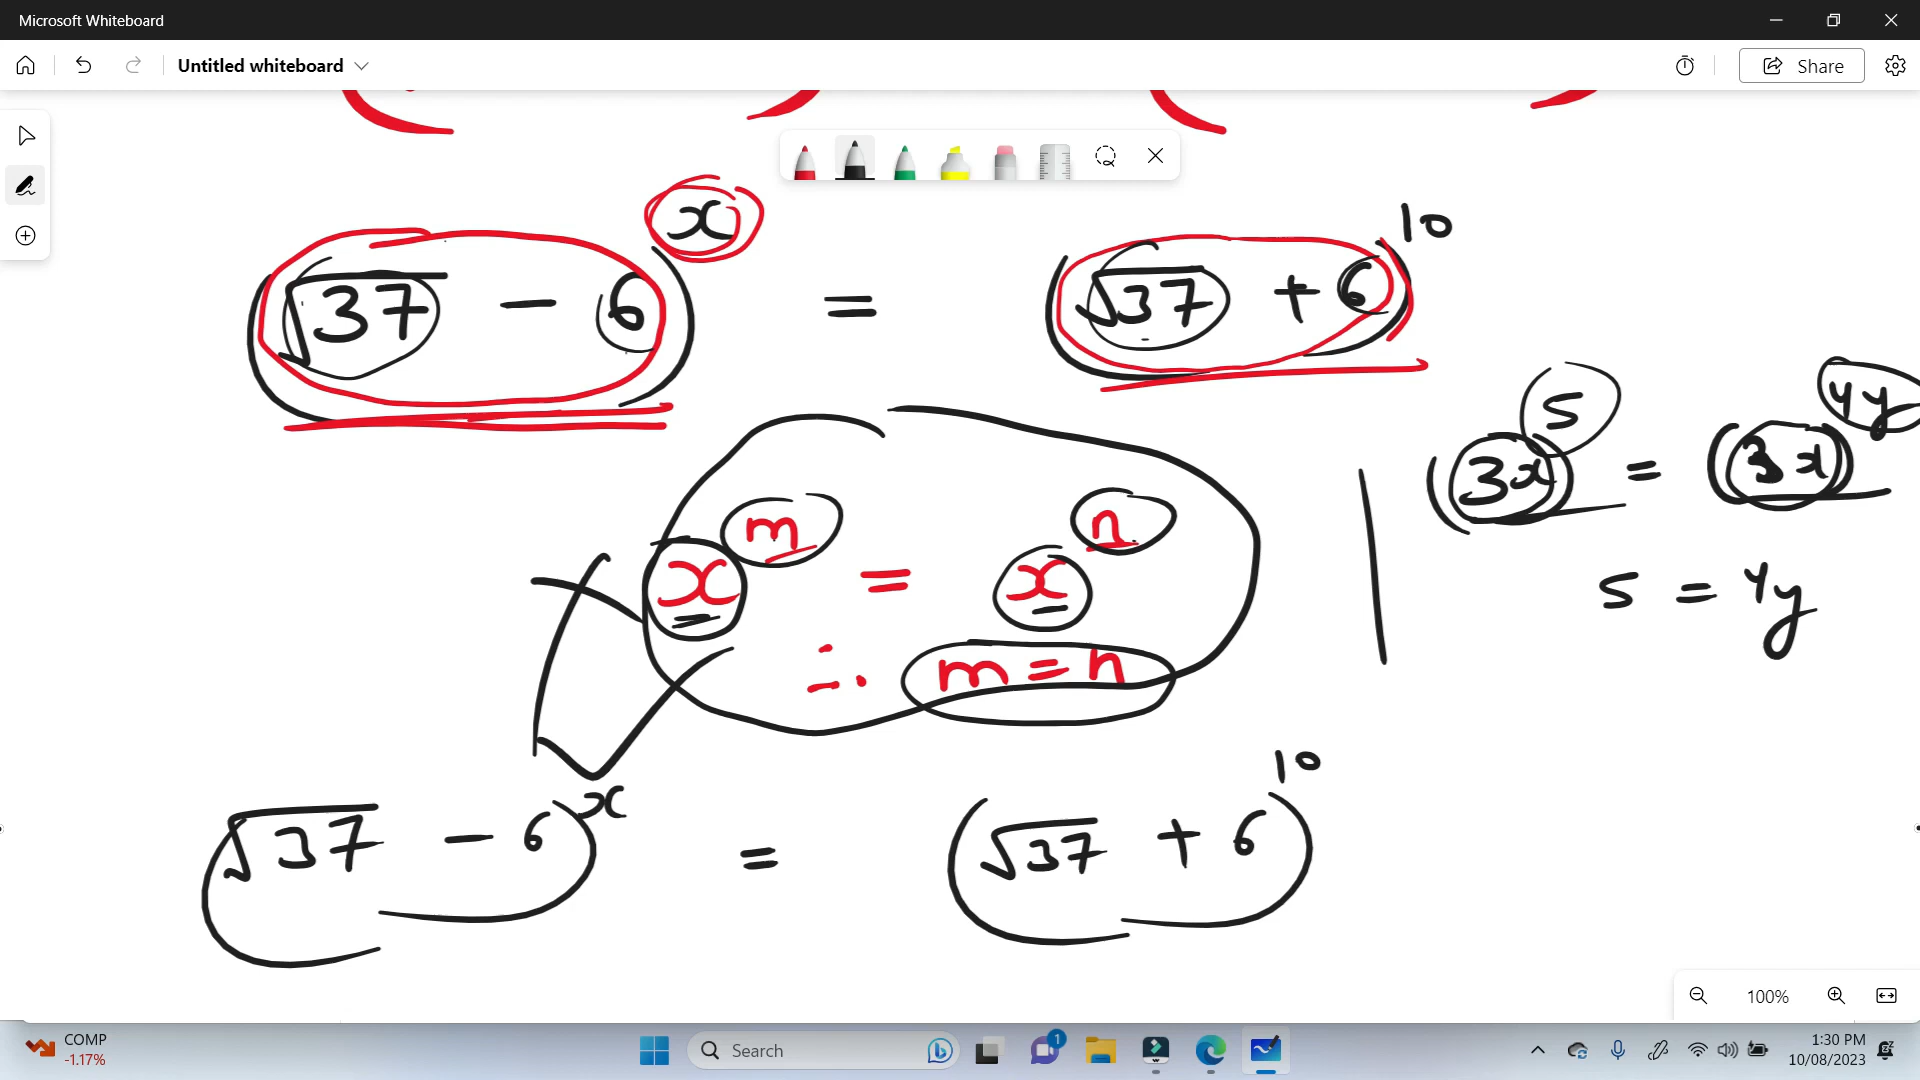 Microsoft Whiteboard
Untitled whiteboard
Share
(√37 - 6)^x = (√37 + 6)^10
(3x)^5 = (3x)^4y
x^m = x^n
5 = 4y
∴ m = n
(√37 - 6)^x = (√37 + 6)^10
100%
COMP
-1.17%
Search
1
1:30 PM
10/08/2023